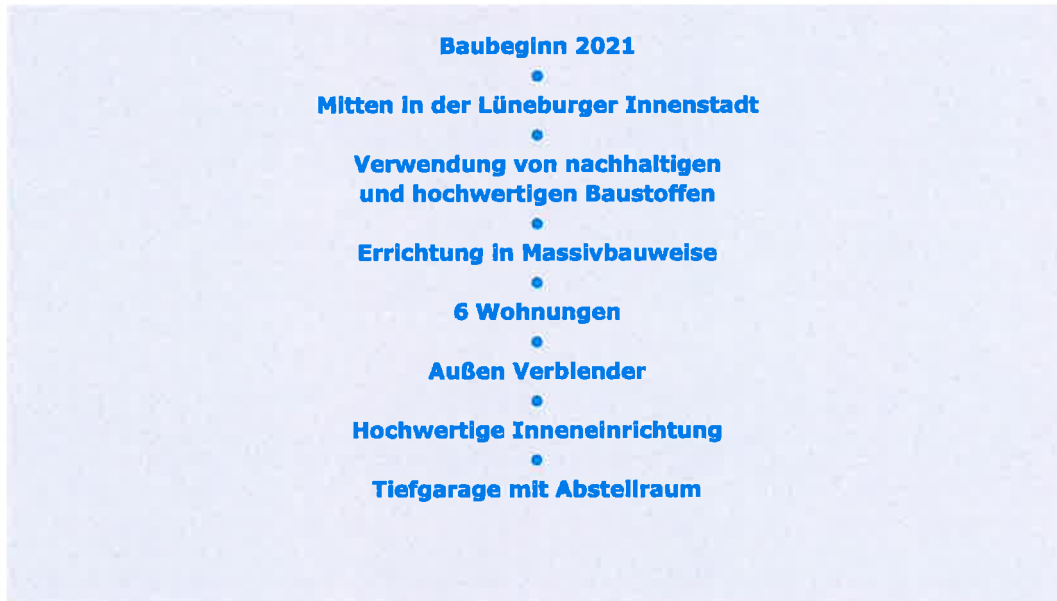 Baubeginn 2021
•
Mitten in der Lüneburger Innenstadt
•
Verwendung von nachhaltigen
und hochwertigen Baustoffen
•
Errichtung in Massivbauweise
•
6 Wohnungen
•
Außen Verblender
•
Hochwertige Inneneinrichtung
•
Tiefgarage mit Abstellraum